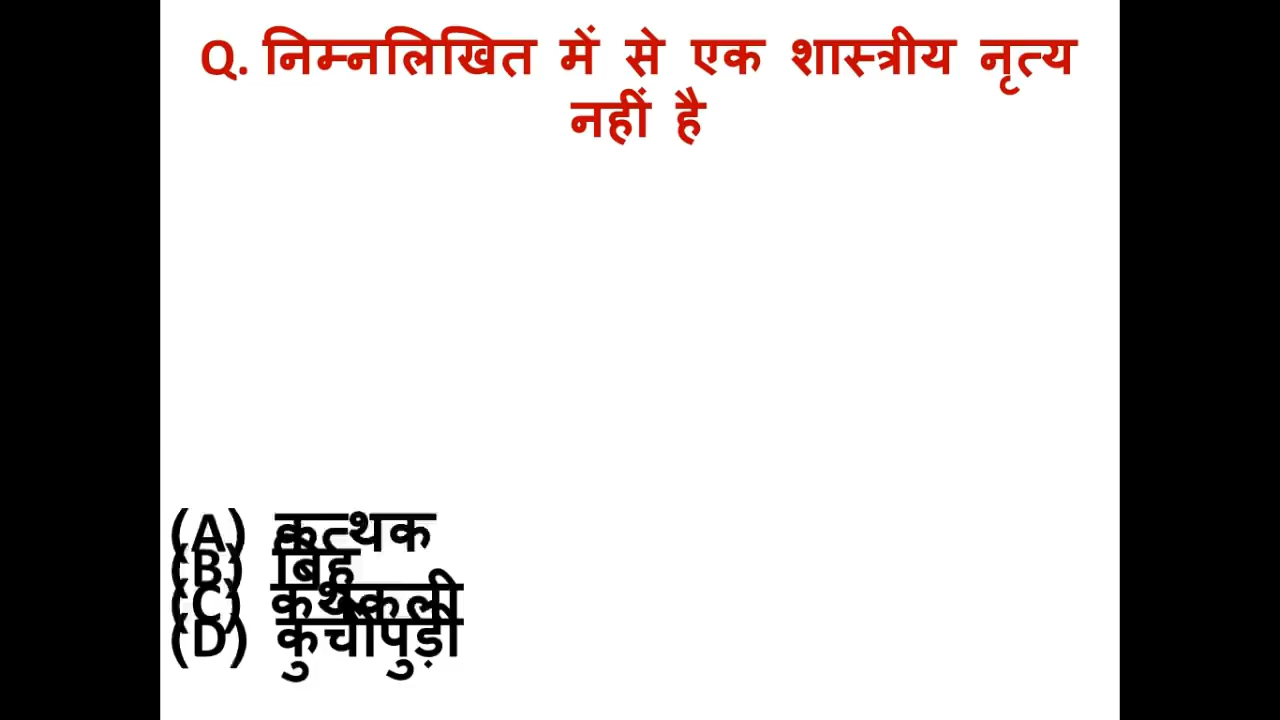 Q. निम्नलिखित में से एक शास्त्रीय नृत्य
नहीं है
(A) कत्थक
(B) बिहू
(C) कथकली
(D) कुचीपुड़ी